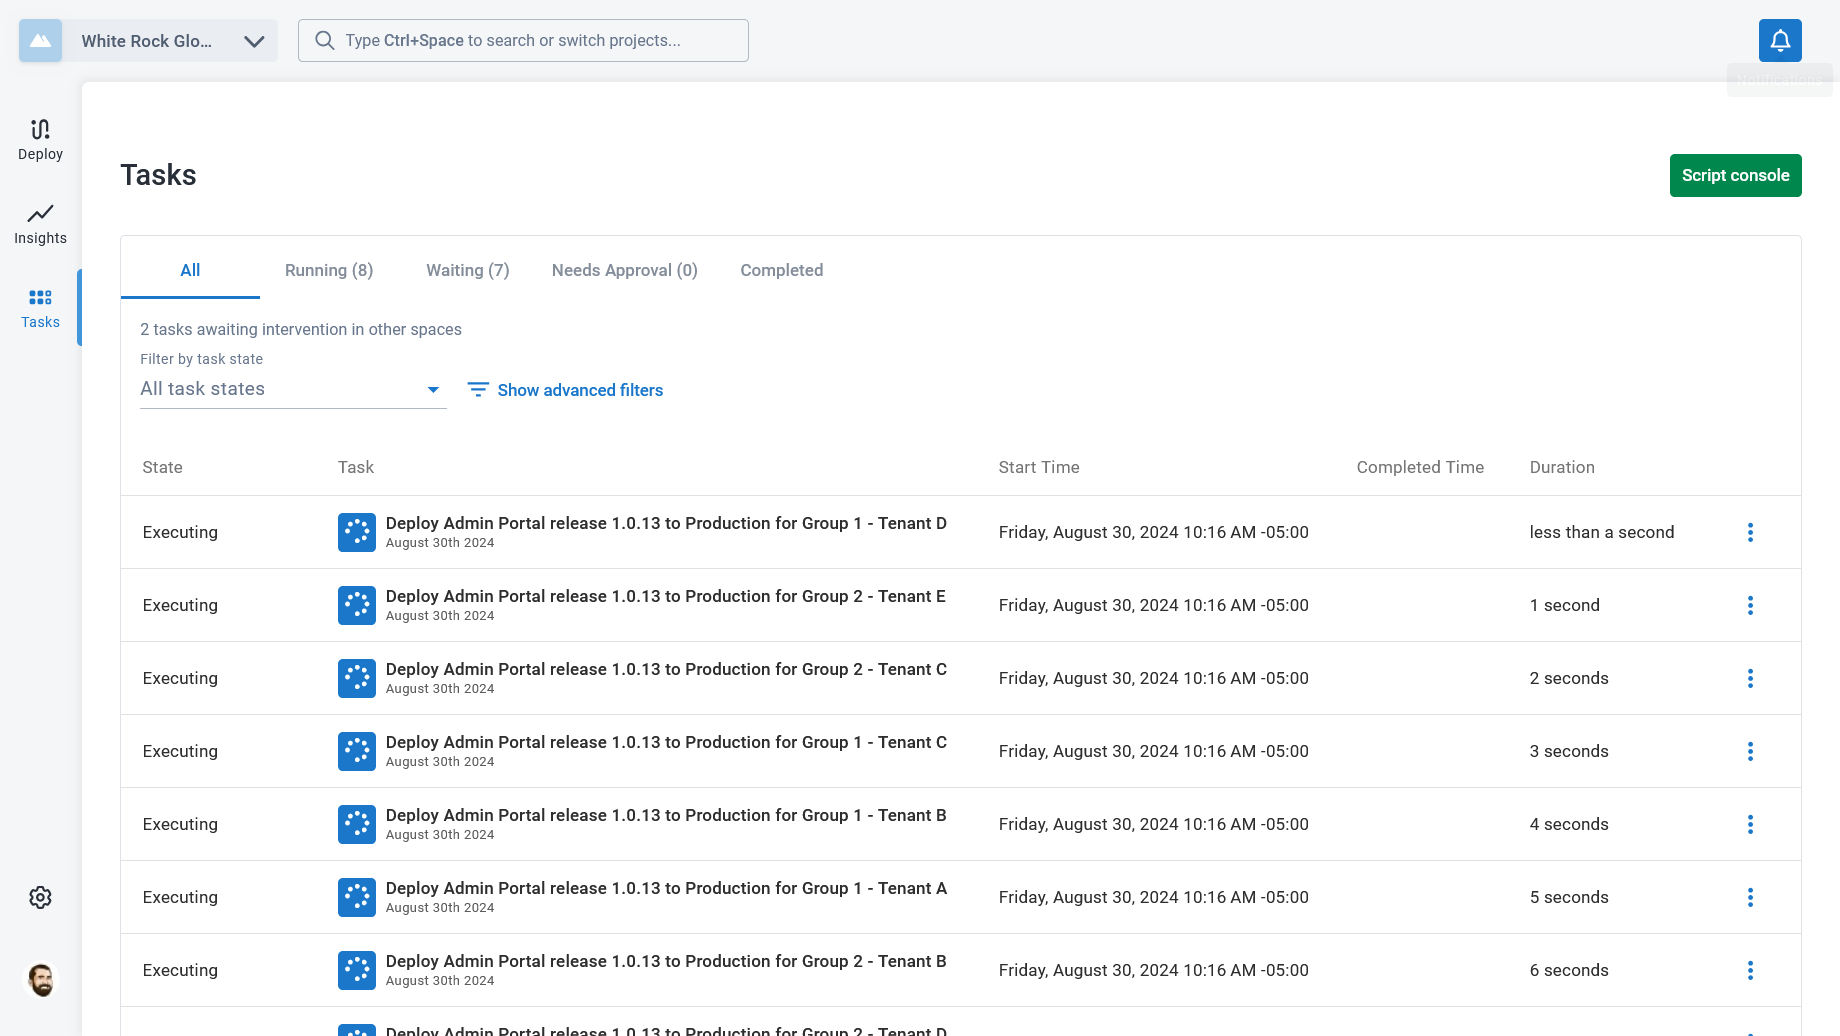 White Rock Glo...
Type Ctrl+Space to search or switch projects...
Notifications
Deploy
Insights
Tasks
Tasks
Script console
All
Running (8)
Waiting (7)
Needs Approval (0)
Completed
2 tasks awaiting intervention in other spaces
Filter by task state
All task states
Show advanced filters
State Task Start Time Completed Time Duration
Executing
Deploy Admin Portal release 1.0.13 to Production for Group 1 - Tenant D
August 30th 2024
Friday, August 30, 2024 10:16 AM -05:00
less than a second
Executing
Deploy Admin Portal release 1.0.13 to Production for Group 2 - Tenant E
August 30th 2024
Friday, August 30, 2024 10:16 AM -05:00
1 second
Executing
Deploy Admin Portal release 1.0.13 to Production for Group 2 - Tenant C
August 30th 2024
Friday, August 30, 2024 10:16 AM -05:00
2 seconds
Executing
Deploy Admin Portal release 1.0.13 to Production for Group 1 - Tenant C
August 30th 2024
Friday, August 30, 2024 10:16 AM -05:00
3 seconds
Executing
Deploy Admin Portal release 1.0.13 to Production for Group 1 - Tenant B
August 30th 2024
Friday, August 30, 2024 10:16 AM -05:00
4 seconds
Executing
Deploy Admin Portal release 1.0.13 to Production for Group 1 - Tenant A
August 30th 2024
Friday, August 30, 2024 10:16 AM -05:00
5 seconds
Executing
Deploy Admin Portal release 1.0.13 to Production for Group 2 - Tenant B
August 30th 2024
Friday, August 30, 2024 10:16 AM -05:00
6 seconds
Deploy Admin Portal release 1.0.13 to Production for Group 2 - Tenant D